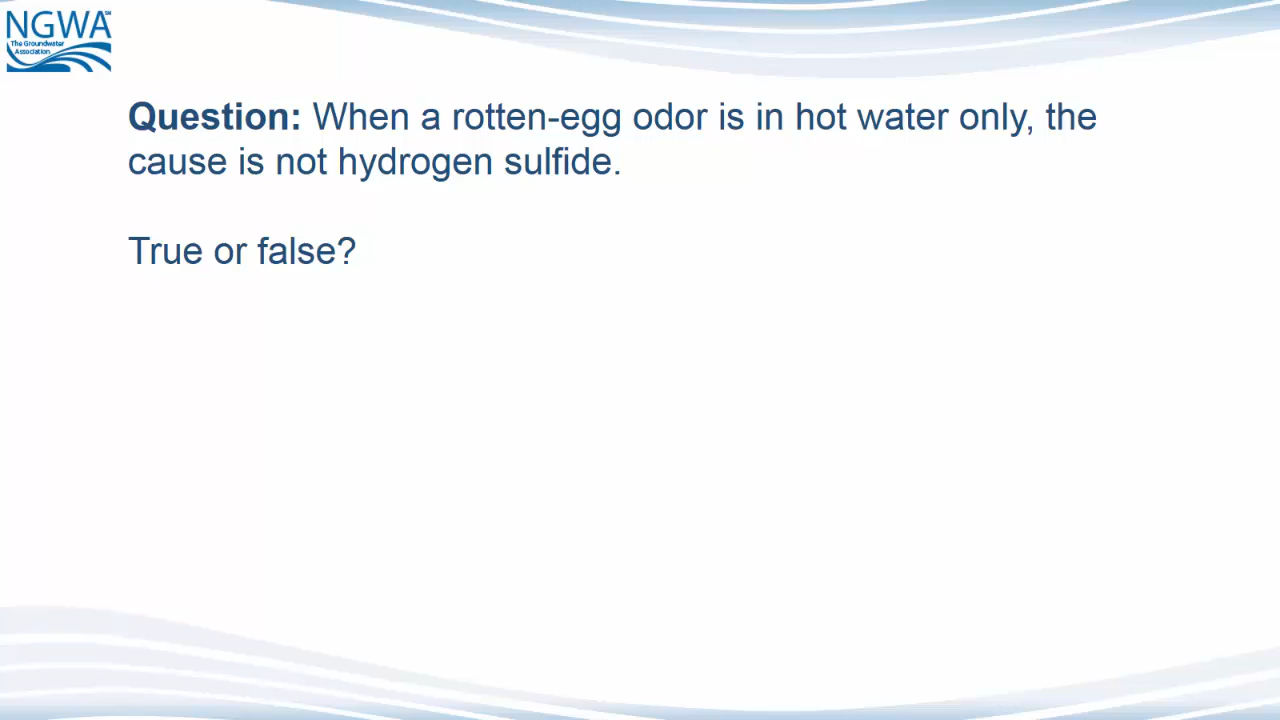 NGWA℠
The Groundwater
Association
Question: When a rotten-egg odor is in hot water only, the
cause is not hydrogen sulfide.
True or false?